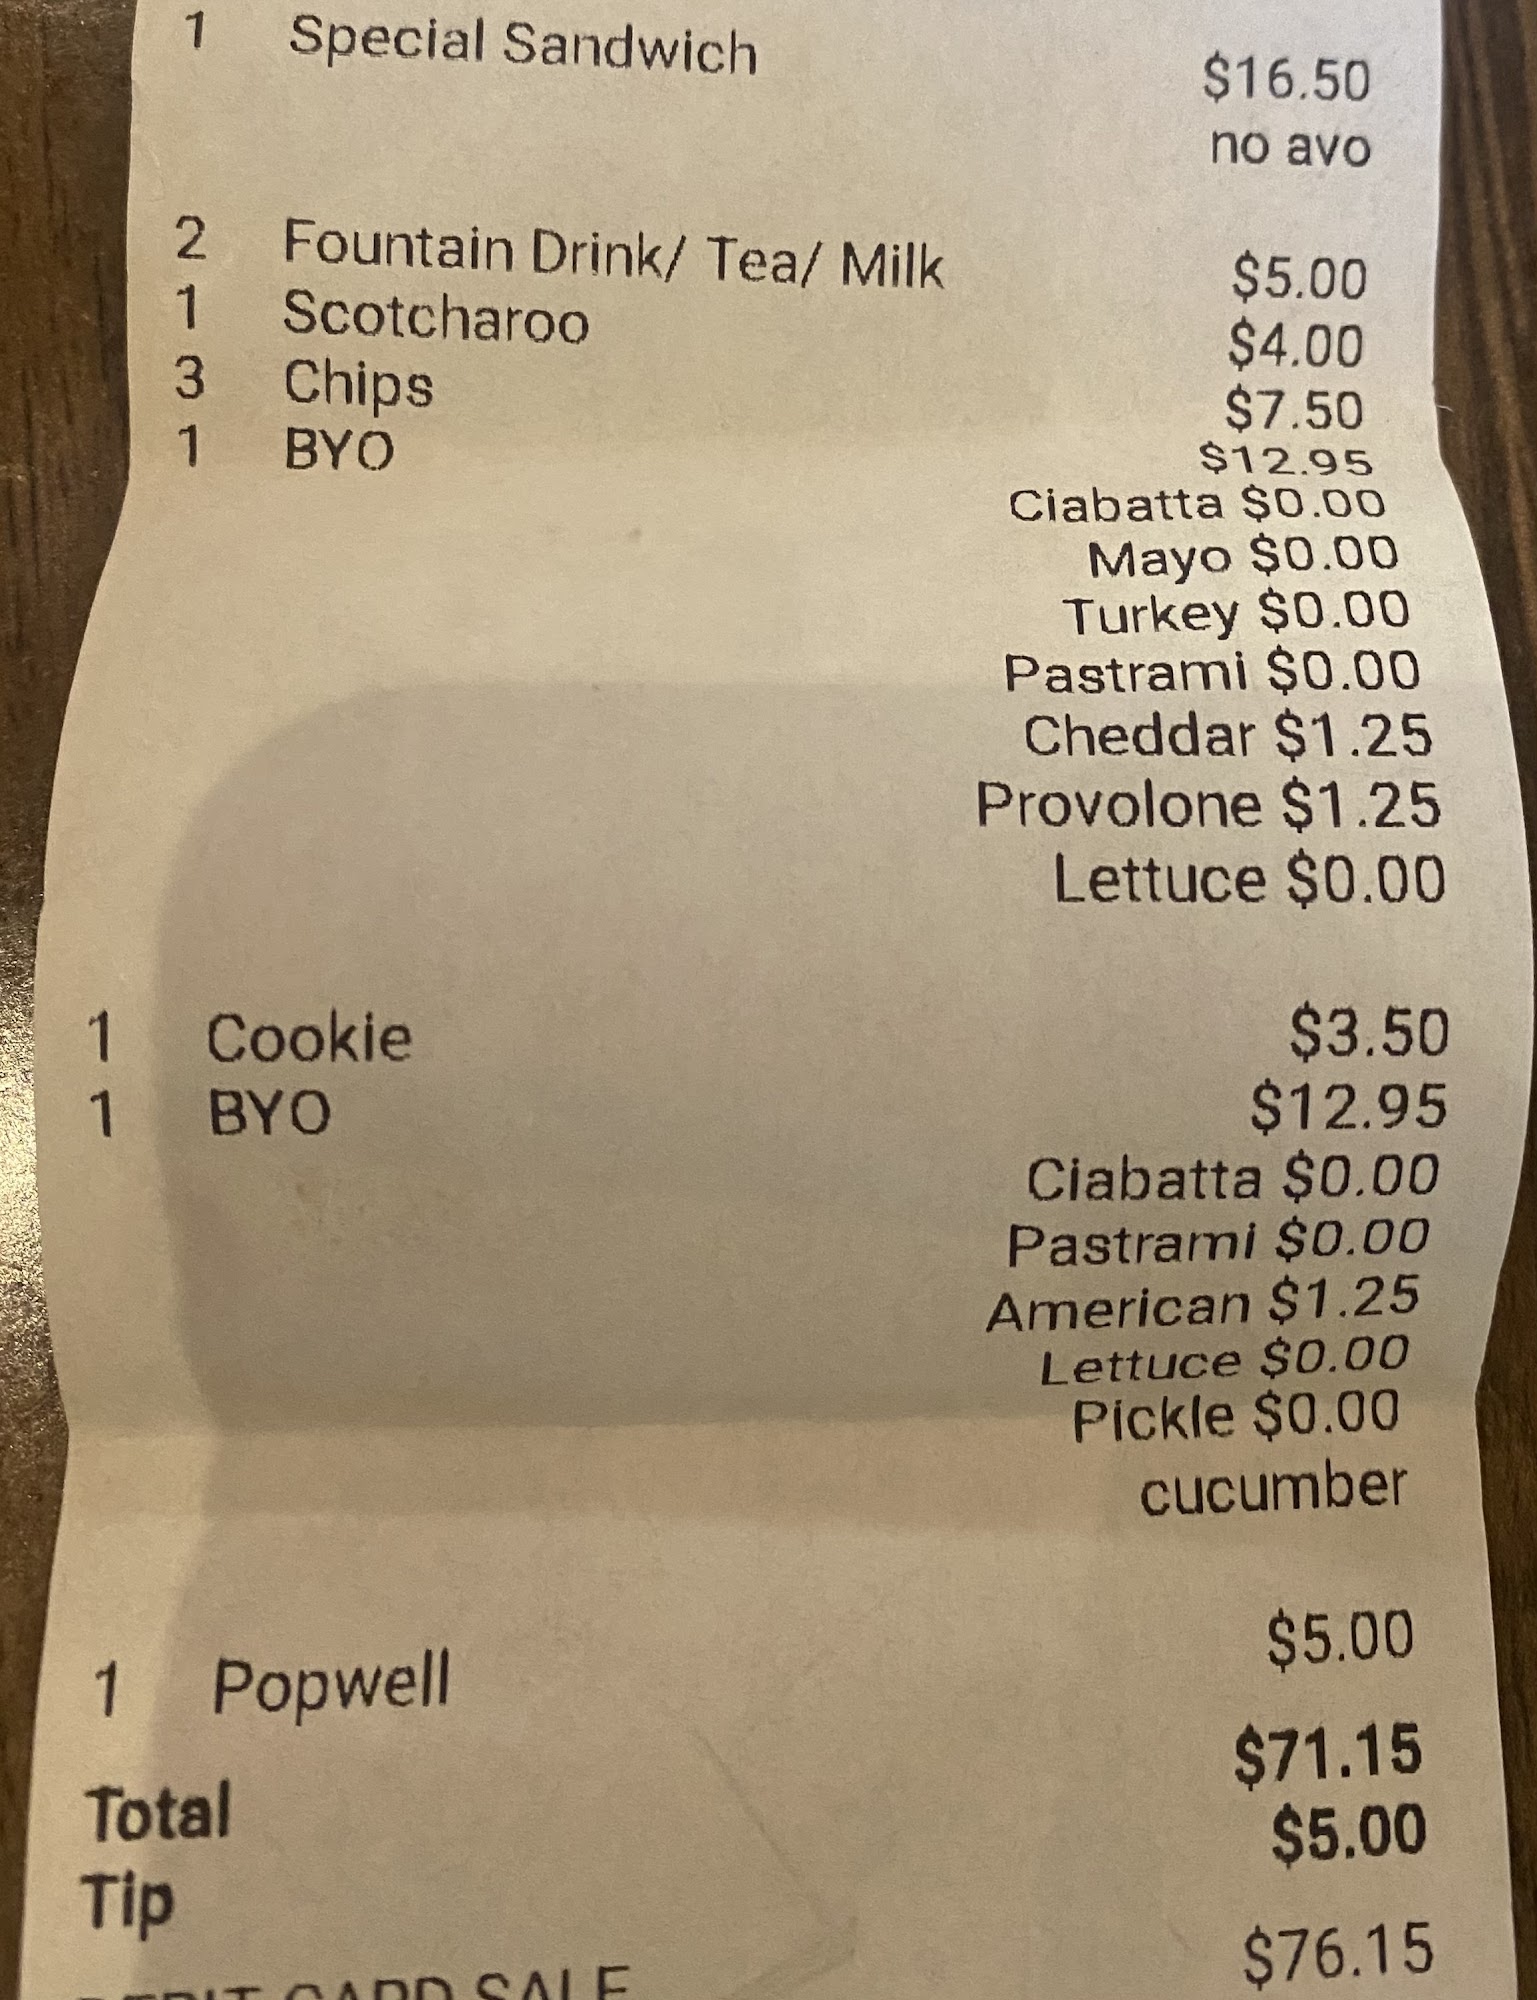 1 Special Sandwich $16.50
no avo
2 Fountain Drink/ Tea/ Milk $5.00
1 Scotcharoo $4.00
3 Chips $7.50
1 BYO $12.95
Ciabatta $0.00
Mayo $0.00
Turkey $0.00
Pastrami $0.00
Cheddar $1.25
Provolone $1.25
Lettuce $0.00
1 Cookie $3.50
1 BYO $12.95
Ciabatta $0.00
Pastrami $0.00
American $1.25
Lettuce $0.00
Pickle $0.00
cucumber
1 Popwell $5.00
Total $71.15
Tip $5.00
DEBIT CARD SALE $76.15